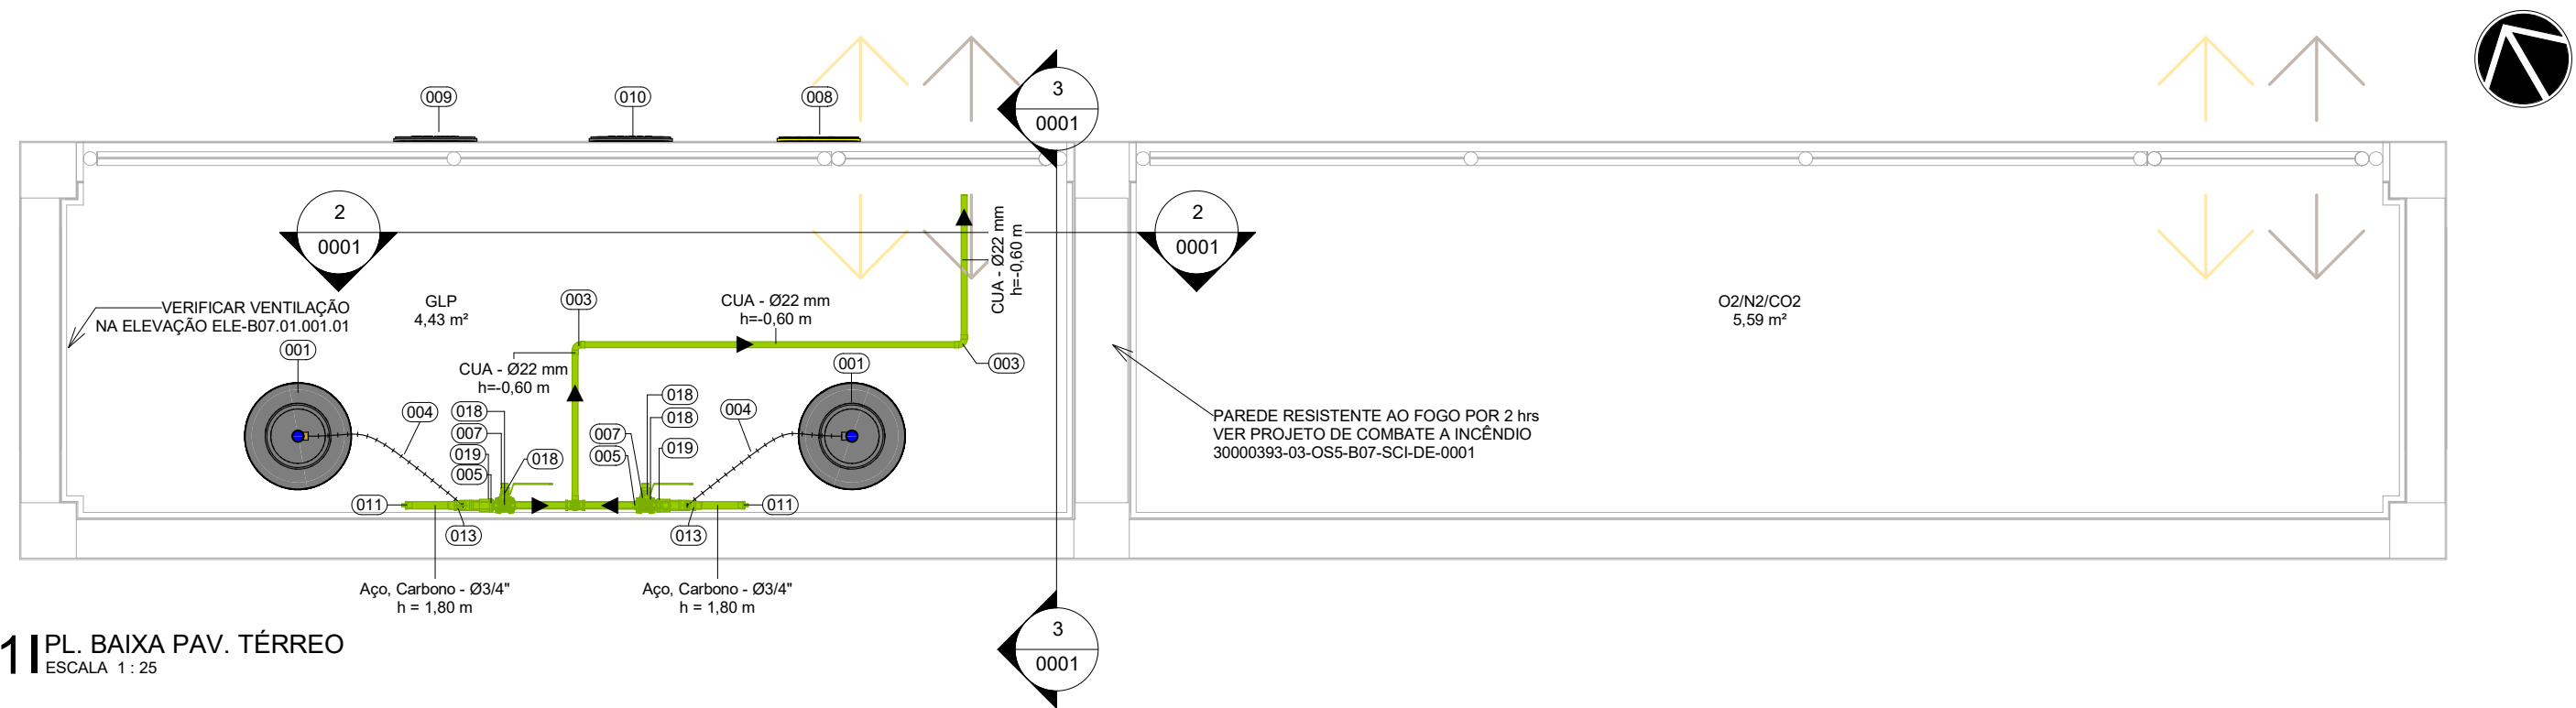 009
010
008
3
0001
2
0001
2
0001
CUA - Ø22 mm
h=-0,60 m
VERIFICAR VENTILAÇÃO
NA ELEVAÇÃO ELE-B07.01.001.01
GLP
4,43 m²
003
CUA - Ø22 mm
h=-0,60 m
O2/N2/CO2
5,59 m²
001
CUA - Ø22 mm
h=-0,60 m
001
003
004
018
007
019
005
018
018
018
007
005
019
004
PAREDE RESISTENTE AO FOGO POR 2 hrs
VER PROJETO DE COMBATE A INCÊNDIO
30000393-03-OS5-B07-SCI-DE-0001
011
013
013
011
Aço, Carbono - Ø3/4"
h = 1,80 m
Aço, Carbono - Ø3/4"
h = 1,80 m
3
0001
1 PL. BAIXA PAV. TÉRREO
ESCALA 1 : 25